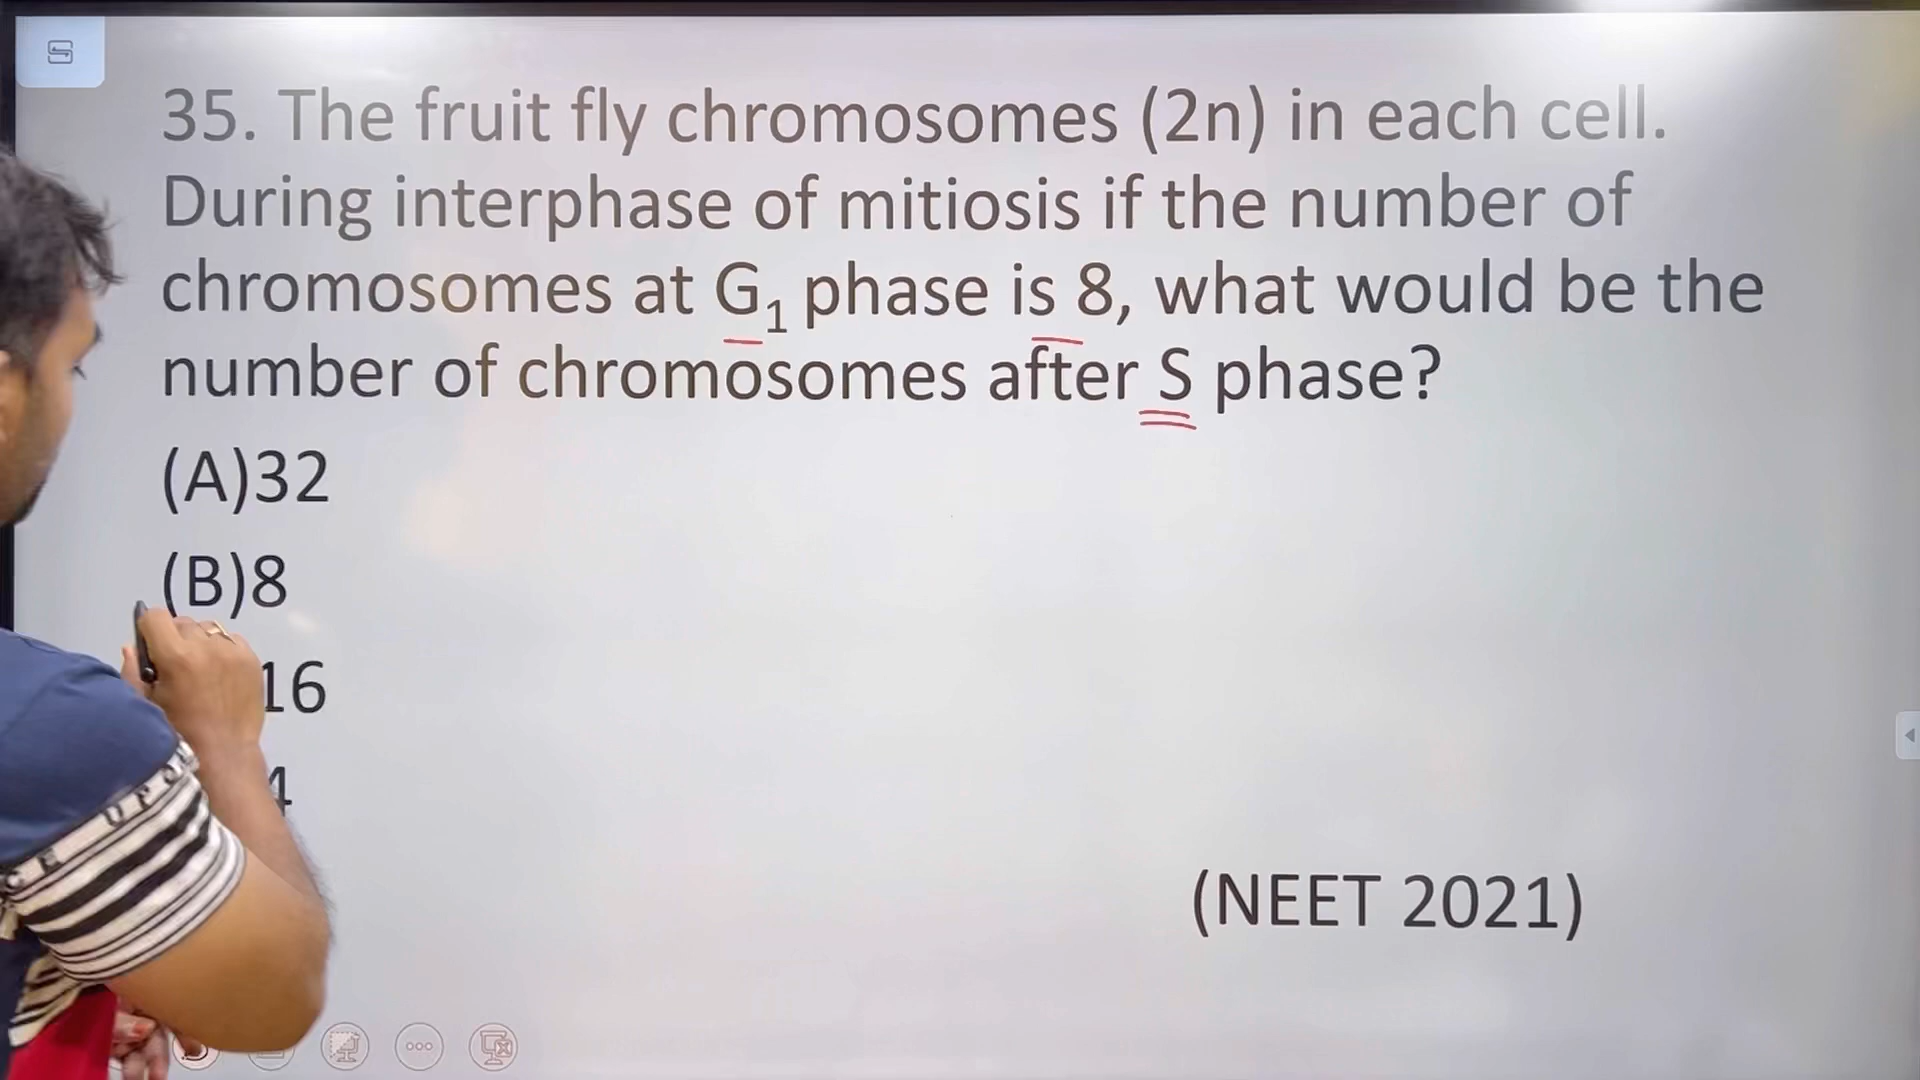 35. The fruit fly chromosomes (2n) in each cell.
During interphase of mitiosis if the number of
chromosomes at G₁ phase is 8, what would be the
number of chromosomes after S phase?
(A)32
(B)8
16
4
(NEET 2021)